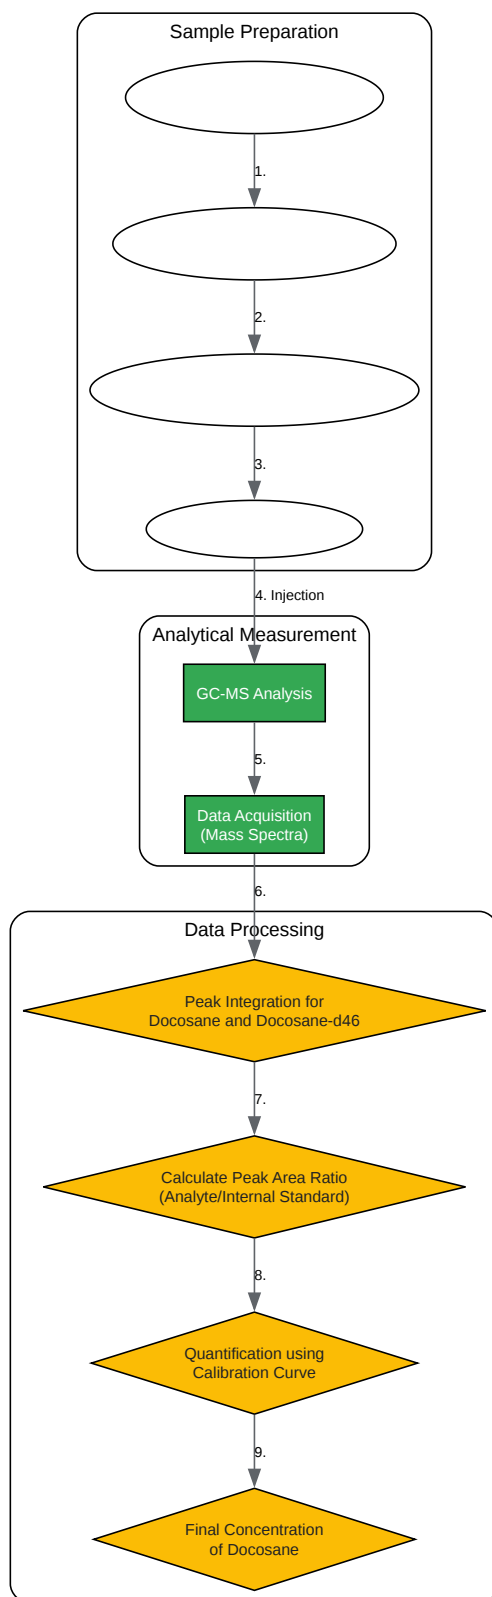 Sample Preparation
1.
2.
3.
4. Injection
Analytical Measurement
GC-MS Analysis
5.
Data Acquisition
(Mass Spectra)
6.
Data Processing
Peak Integration for
Docosane and Docosane-d46
7.
Calculate Peak Area Ratio
(Analyte/Internal Standard)
8.
Quantification using
Calibration Curve
9.
Final Concentration
of Docosane